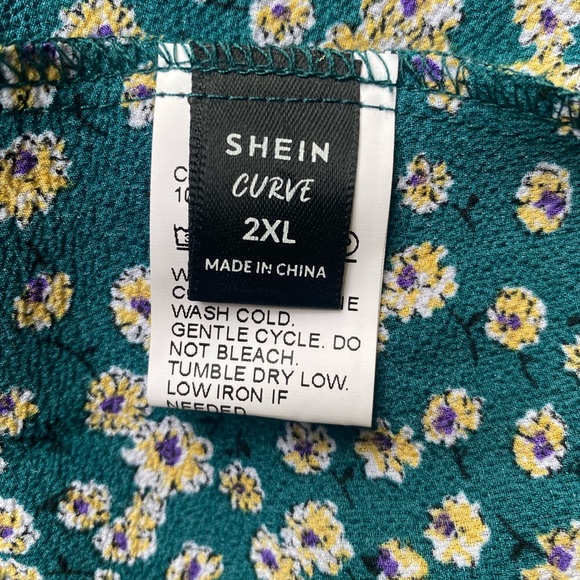 SHEIN
CURVE
2XL
MADE IN CHINA
WASH COLD.
GENTLE CYCLE. DO
NOT BLEACH.
TUMBLE DRY LOW.
LOW IRON IF
NEEDED